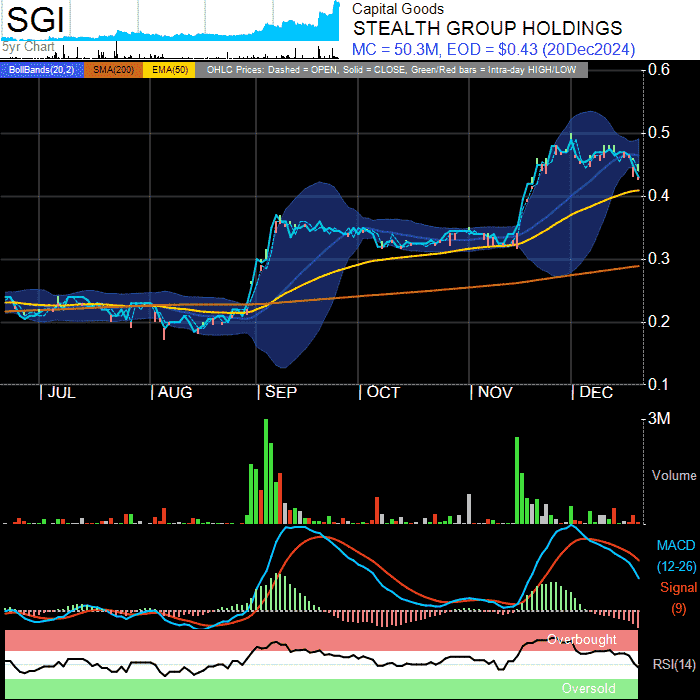 SGI
5yr Chart
Capital Goods
STEALTH GROUP HOLDINGS
MC = 50.3M, EOD = $0.43 (20Dec2024)
BollBands(20,2) SMA(200) EMA(50) OHLC Prices: Dashed = OPEN, Solid = CLOSE, Green/Red bars = Intra-day HIGH/LOW
0.6
0.5
0.4
0.3
0.2
0.1
JUL AUG SEP OCT NOV DEC
3M
Volume
MACD
(12-26)
Signal
(9)
Overbought
RSI(14)
Oversold